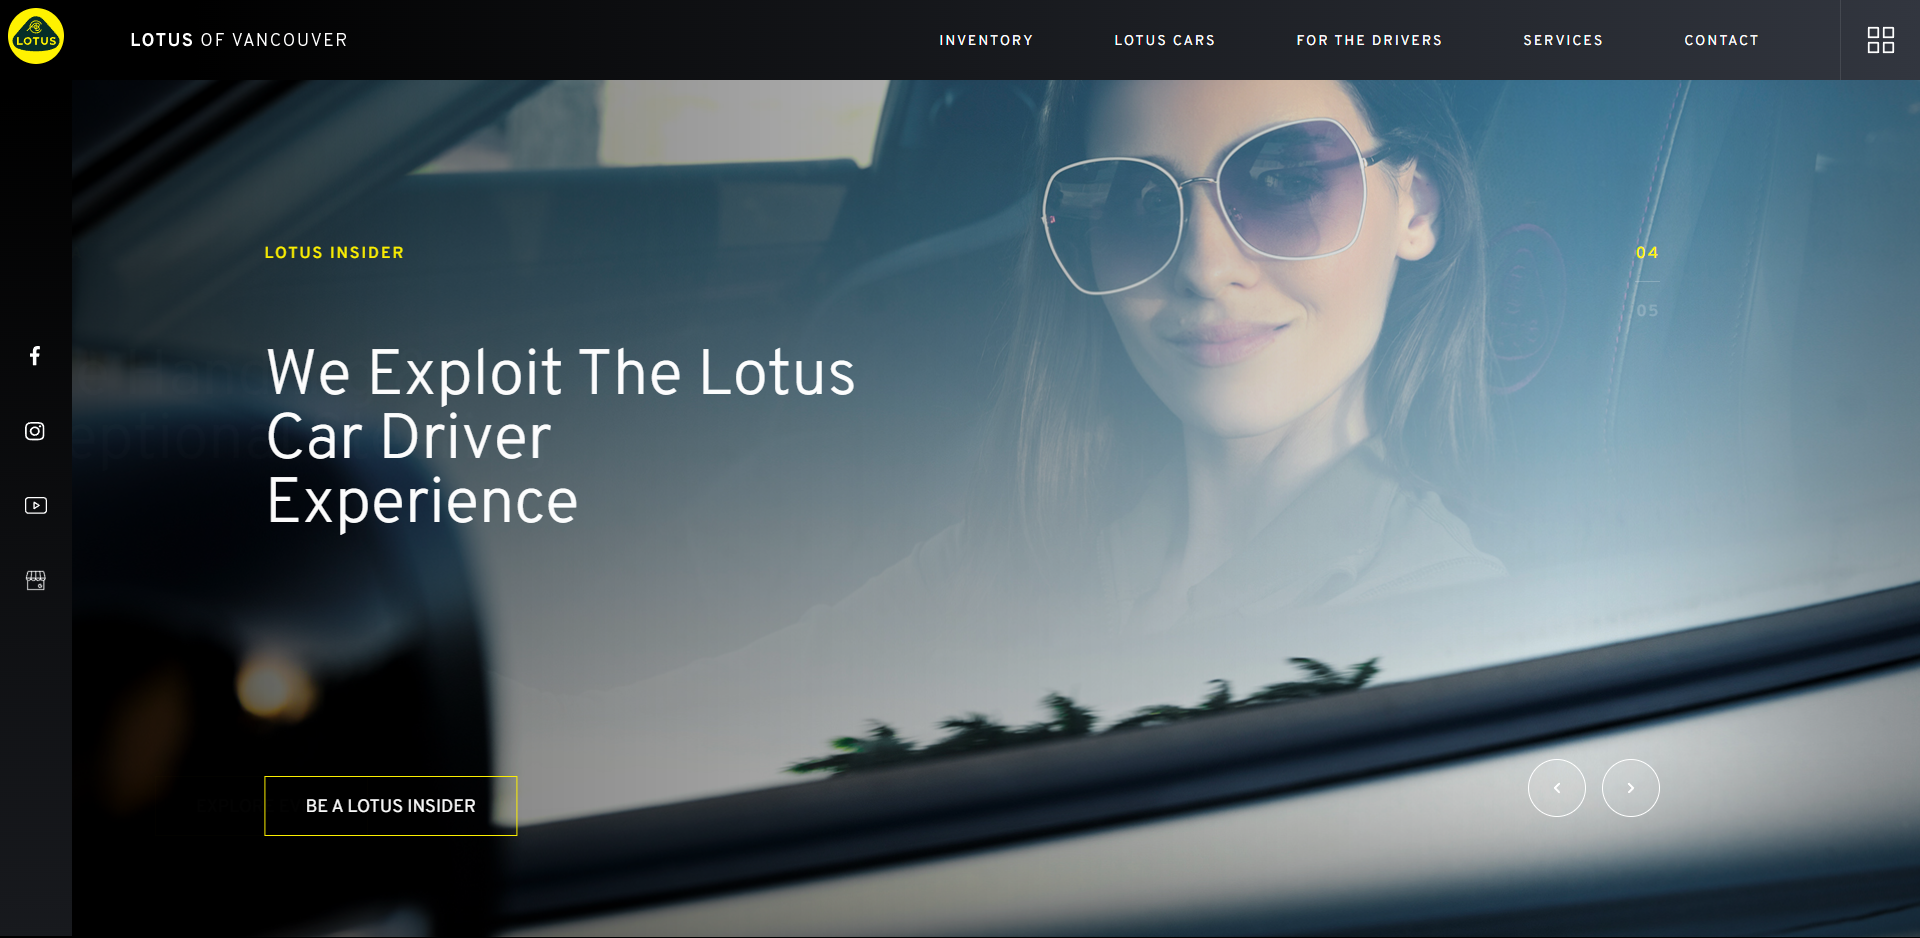 LOTUS
LOTUS OF VANCOUVER
INVENTORY
LOTUS CARS
FOR THE DRIVERS
SERVICES
CONTACT
LOTUS INSIDER
04
05
We Exploit The Lotus
Car Driver
Experience
BE A LOTUS INSIDER